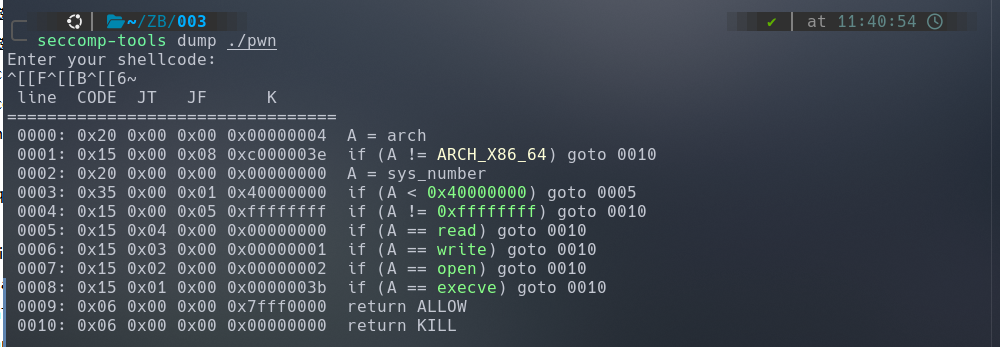 ~/ZB/003 ✔ at 11:40:54
seccomp-tools dump ./pwn
Enter your shellcode:
^[[F^[[B^[[6~
line CODE JT JF K
=================================
0000: 0x20 0x00 0x00 0x00000004 A = arch
0001: 0x15 0x00 0x08 0xc000003e if (A != ARCH_X86_64) goto 0010
0002: 0x20 0x00 0x00 0x00000000 A = sys_number
0003: 0x35 0x00 0x01 0x40000000 if (A < 0x40000000) goto 0005
0004: 0x15 0x00 0x05 0xffffffff if (A != 0xffffffff) goto 0010
0005: 0x15 0x04 0x00 0x00000000 if (A == read) goto 0010
0006: 0x15 0x03 0x00 0x00000001 if (A == write) goto 0010
0007: 0x15 0x02 0x00 0x00000002 if (A == open) goto 0010
0008: 0x15 0x01 0x00 0x0000003b if (A == execve) goto 0010
0009: 0x06 0x00 0x00 0x7fff0000 return ALLOW
0010: 0x06 0x00 0x00 0x00000000 return KILL